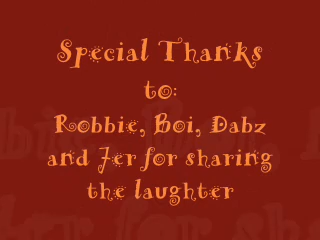 Special Thanks
to:
Robbie, Boi, Dabz
and Jer for sharing
the laughter